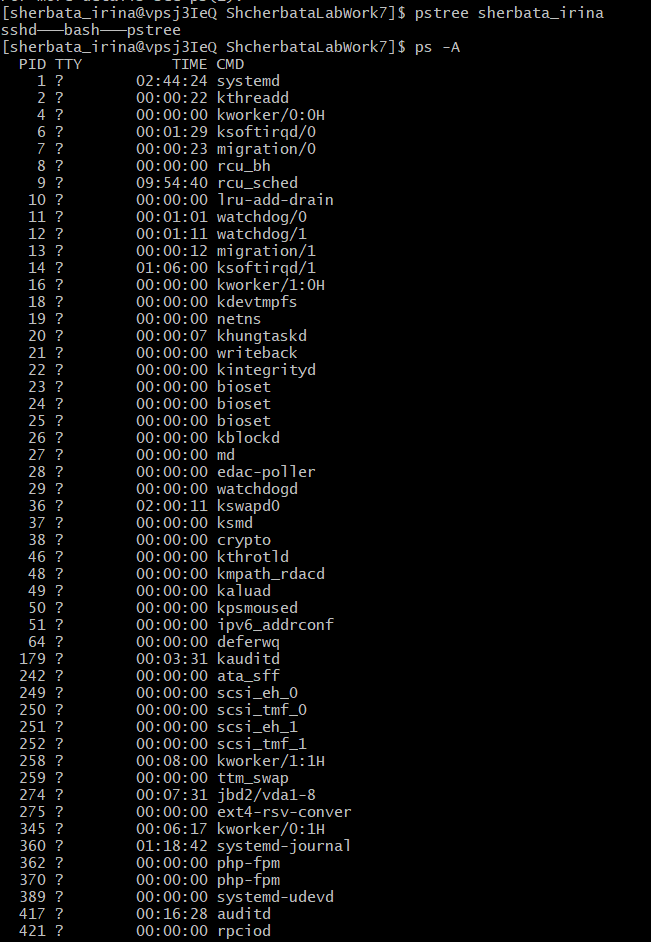 For more details see ps(1).
[sherbata_irina@vpsj3IeQ ShcherbataLabWork7]$ pstree sherbata_irina
sshd───bash───pstree
[sherbata_irina@vpsj3IeQ ShcherbataLabWork7]$ ps -A
  PID TTY          TIME CMD
    1 ?        02:44:24 systemd
    2 ?        00:00:22 kthreadd
    4 ?        00:00:00 kworker/0:0H
    6 ?        00:01:29 ksoftirqd/0
    7 ?        00:00:23 migration/0
    8 ?        00:00:00 rcu_bh
    9 ?        09:54:40 rcu_sched
   10 ?        00:00:00 lru-add-drain
   11 ?        00:01:01 watchdog/0
   12 ?        00:01:11 watchdog/1
   13 ?        00:00:12 migration/1
   14 ?        01:06:00 ksoftirqd/1
   16 ?        00:00:00 kworker/1:0H
   18 ?        00:00:00 kdevtmpfs
   19 ?        00:00:00 netns
   20 ?        00:00:07 khungtaskd
   21 ?        00:00:00 writeback
   22 ?        00:00:00 kintegrityd
   23 ?        00:00:00 bioset
   24 ?        00:00:00 bioset
   25 ?        00:00:00 bioset
   26 ?        00:00:00 kblockd
   27 ?        00:00:00 md
   28 ?        00:00:00 edac-poller
   29 ?        00:00:00 watchdogd
   36 ?        02:00:11 kswapd0
   37 ?        00:00:00 ksmd
   38 ?        00:00:00 crypto
   46 ?        00:00:00 kthrotld
   48 ?        00:00:00 kmpath_rdacd
   49 ?        00:00:00 kaluad
   50 ?        00:00:00 kpsmoused
   51 ?        00:00:00 ipv6_addrconf
   64 ?        00:00:00 deferwq
  179 ?        00:03:31 kauditd
  242 ?        00:00:00 ata_sff
  249 ?        00:00:00 scsi_eh_0
  250 ?        00:00:00 scsi_tmf_0
  251 ?        00:00:00 scsi_eh_1
  252 ?        00:00:00 scsi_tmf_1
  258 ?        00:08:00 kworker/1:1H
  259 ?        00:00:00 ttm_swap
  274 ?        00:07:31 jbd2/vda1-8
  275 ?        00:00:00 ext4-rsv-conver
  345 ?        00:06:17 kworker/0:1H
  360 ?        01:18:42 systemd-journal
  362 ?        00:00:00 php-fpm
  370 ?        00:00:00 php-fpm
  389 ?        00:00:00 systemd-udevd
  417 ?        00:16:28 auditd
  421 ?        00:00:00 rpciod